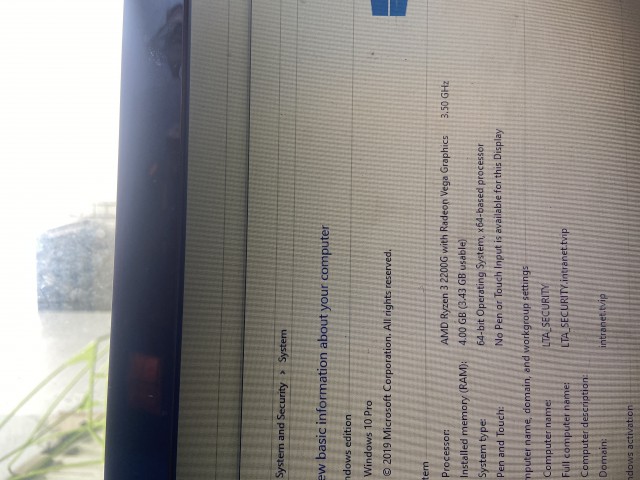 System and Security > System
ew basic information about your computer
ndows edition
Windows 10 Pro
© 2019 Microsoft Corporation. All rights reserved.
tem
Processor: AMD Ryzen 3 2200G with Radeon Vega Graphics 3.50 GHz
Installed memory (RAM): 4.00 GB (3.43 GB usable)
System type: 64-bit Operating System, x64-based processor
Pen and Touch: No Pen or Touch Input is available for this Display
mputer name, domain, and workgroup settings
Computer name: LTA_SECURITY
Full computer name: LTA_SECURITY.intranet.tvip
Computer description:
Domain: intranet.tvip
ndows activation